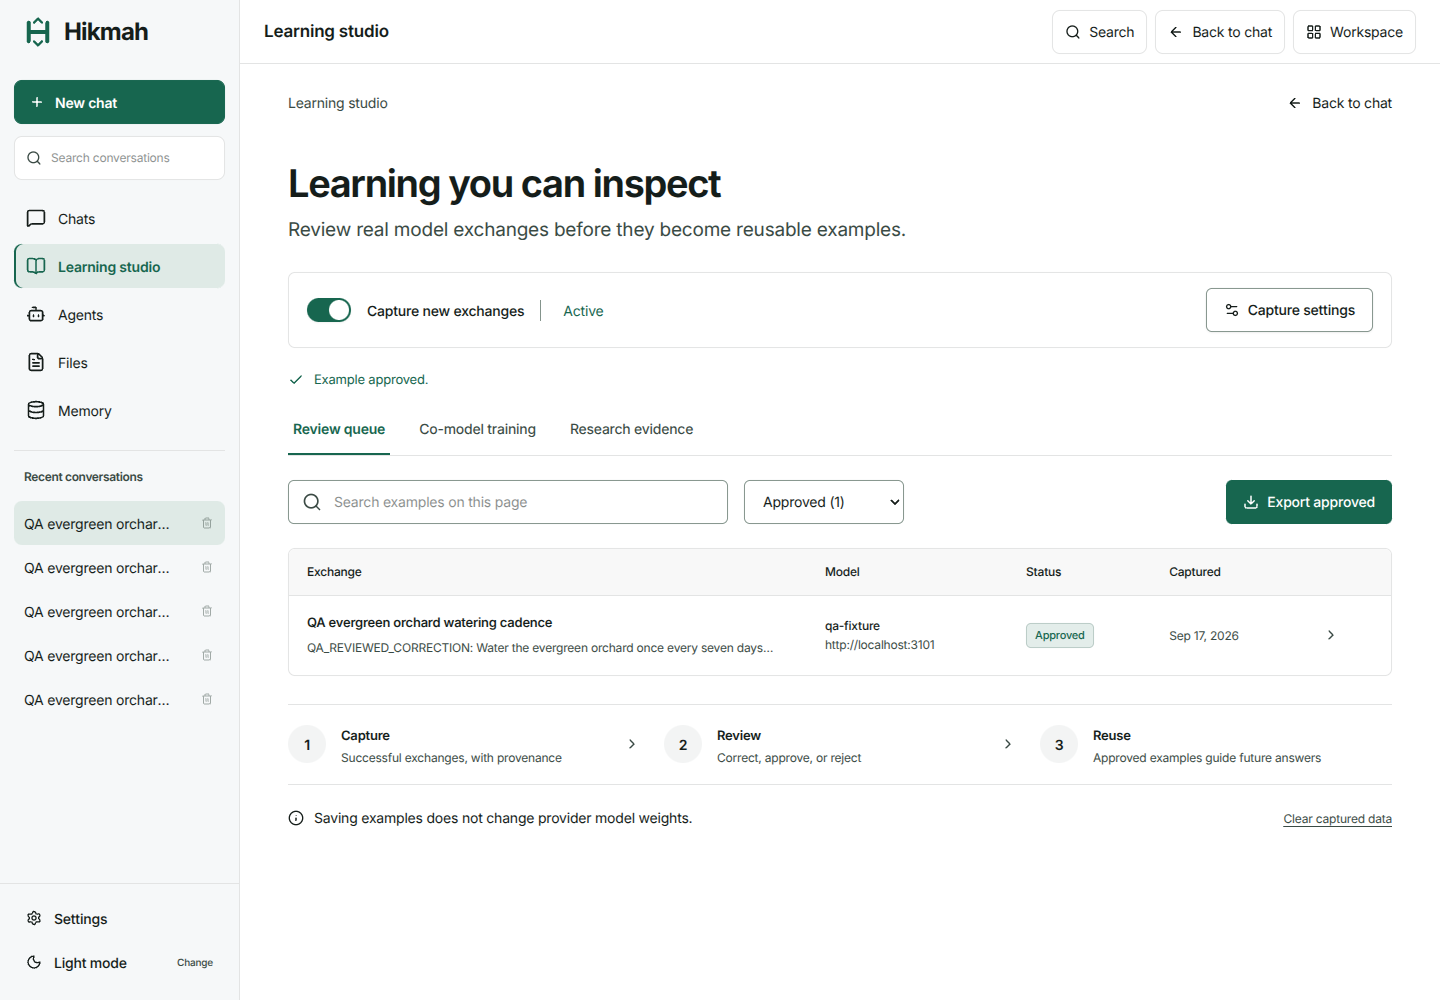 Hikmah
Learning studio
Search
Back to chat
Workspace
New chat
Search conversations
Chats
Learning studio
Agents
Files
Memory
Recent conversations
QA evergreen orchar...
QA evergreen orchar...
QA evergreen orchar...
QA evergreen orchar...
QA evergreen orchar...
Settings
Light mode
Change
Learning studio
Back to chat
Learning you can inspect
Review real model exchanges before they become reusable examples.
Capture new exchanges
Active
Capture settings
Example approved.
Review queue
Co-model training
Research evidence
Search examples on this page
Approved (1)
Export approved
Exchange
Model
Status
Captured
QA evergreen orchard watering cadence
QA_REVIEWED_CORRECTION: Water the evergreen orchard once every seven days...
qa-fixture
http://localhost:3101
Approved
Sep 17, 2026
1
Capture
Successful exchanges, with provenance
2
Review
Correct, approve, or reject
3
Reuse
Approved examples guide future answers
Saving examples does not change provider model weights.
Clear captured data